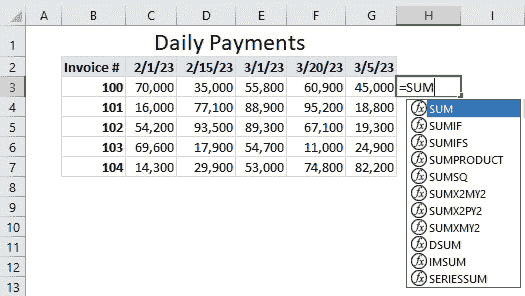 A B C D E F G H I
1 Daily Payments
2 Invoice # 2/1/23 2/15/23 3/1/23 3/20/23 3/5/23
3 100 70,000 35,000 55,800 60,900 45,000 =SUM
4 101 16,000 77,100 88,900 95,200 18,800 fx SUM
5 102 54,200 93,500 89,300 67,100 19,300 fx SUMIF
fx SUMIFS
6 103 69,600 17,900 54,700 11,000 24,900 fx SUMPRODUCT
7 104 14,300 29,900 53,000 74,800 82,200 fx SUMSQ
8 fx SUMX2MY2
9 fx SUMX2PY2
10 fx SUMXMY2
11 fx DSUM
12 fx IMSUM
13 fx SERIESSUM